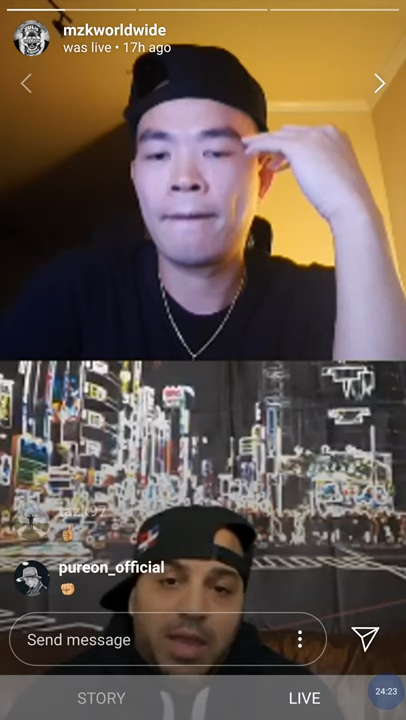 mzkworldwide
was live • 17h ago
pureon_official
✊🏽
Send message
STORY
LIVE
24:23